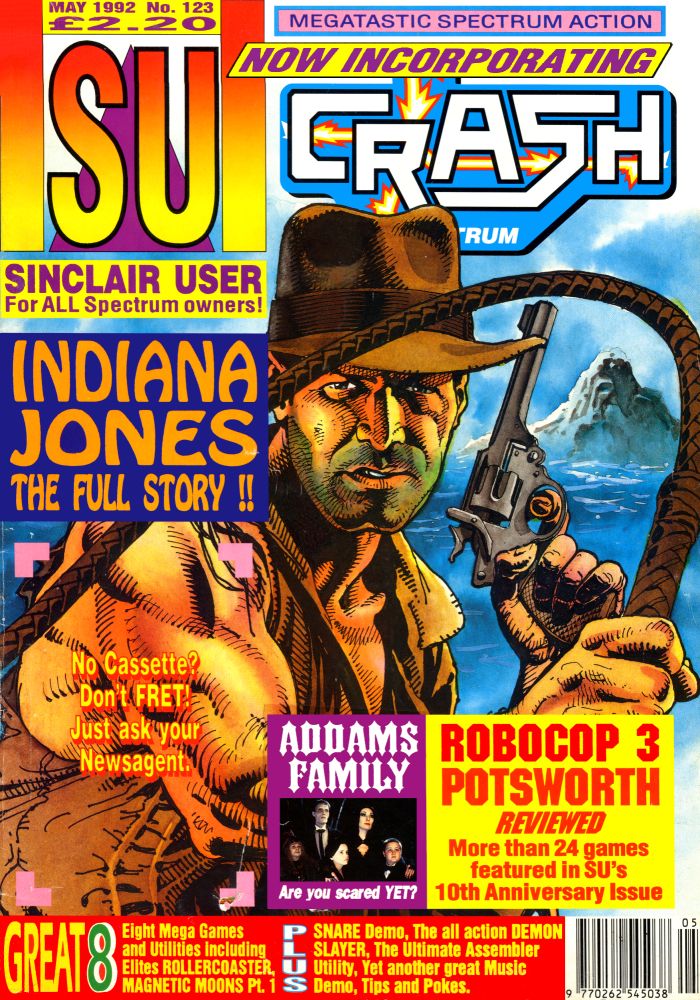 MAY 1992 No. 123
£2.20
MEGATASTIC SPECTRUM ACTION
NOW INCORPORATING
SU
CRASH
TRUM
SINCLAIR USER
For ALL Spectrum owners!
INDIANA
JONES
THE FULL STORY !!
No Cassette?
Don't FRET!
Just ask your
Newsagent.
ADDAMS
FAMILY
Are you scared YET?
ROBOCOP 3
POTSWORTH
REVIEWED
More than 24 games
featured in SU's
10th Anniversary Issue
GREAT 8
Eight Mega Games
and Utilities including
Elites ROLLERCOASTER,
MAGNETIC MOONS Pt. 1
PLUS
SNARE Demo, The all action DEMON
SLAYER, The Ultimate Assembler
Utility, Yet another great Music
Demo, Tips and Pokes.
05
9 770262 545038